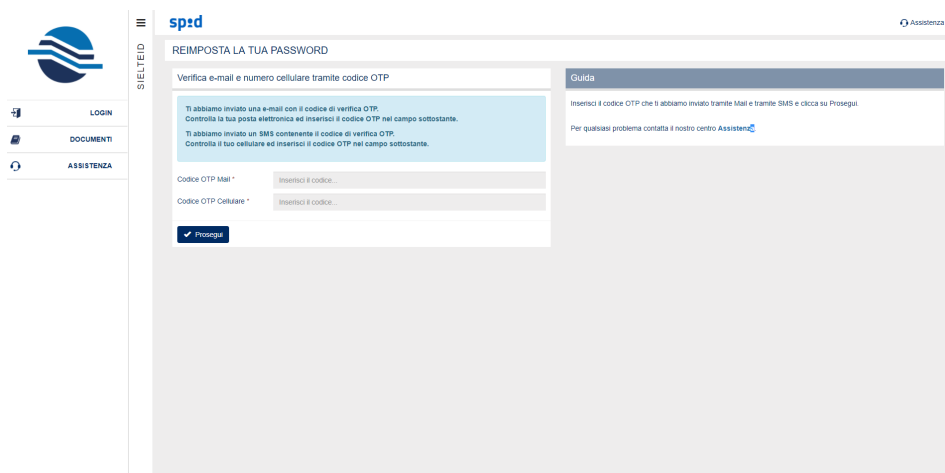 LOGIN
DOCUMENTI
ASSISTENZA
SIELTEID
spid
Assistenza
REIMPOSTA LA TUA PASSWORD
Verifica e-mail e numero cellulare tramite codice OTP
Ti abbiamo inviato una e-mail con il codice di verifica OTP.
Controlla la tua posta elettronica ed inserisci il codice OTP nel campo sottostante.
Ti abbiamo inviato un SMS contenente il codice di verifica OTP.
Controlla il tuo cellulare ed inserisci il codice OTP nel campo sottostante.
Codice OTP Mail *
Inserisci il codice...
Codice OTP Cellulare *
Inserisci il codice...
Prosegui
Guida
Inserisci il codice OTP che ti abbiamo inviato tramite Mail e tramite SMS e clicca su Prosegui.
Per qualsiasi problema contatta il nostro centro Assistenza.